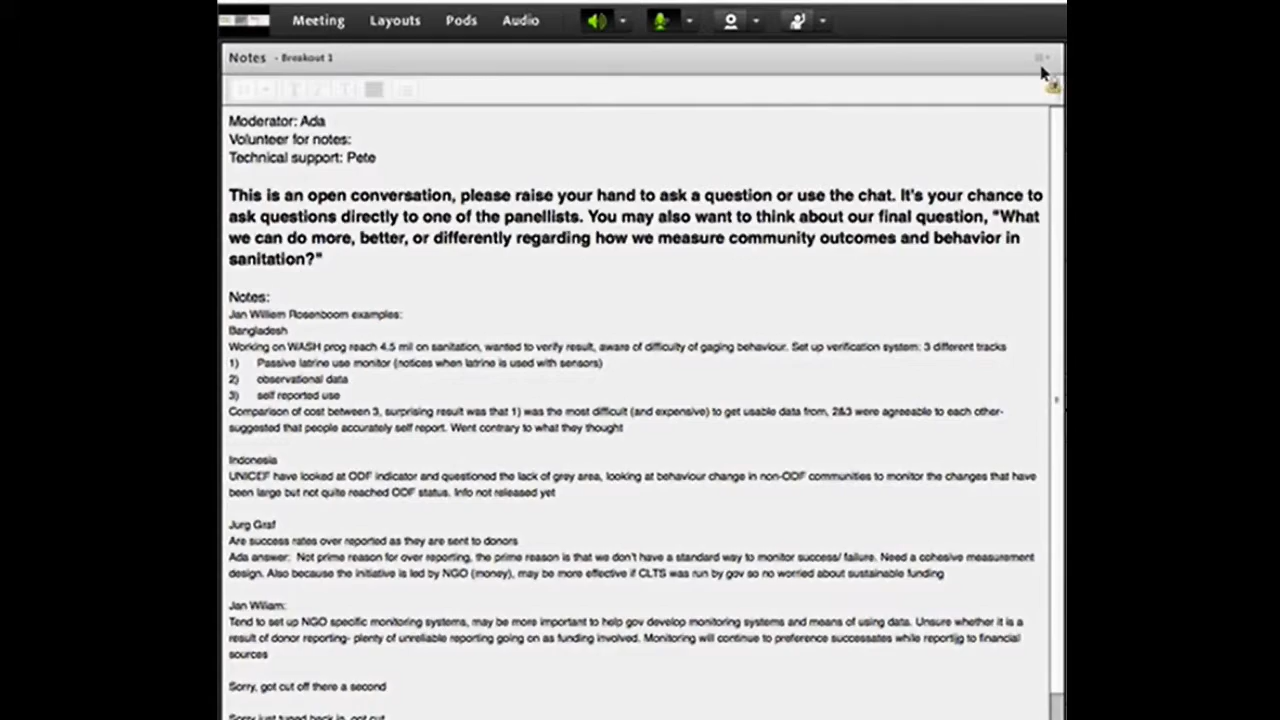 Meeting Layouts Pods Audio
Notes - Breakout 1
Moderator: Ada
Volunteer for notes:
Technical support: Pete
This is an open conversation, please raise your hand to ask a question or use the chat. It's your chance to
ask questions directly to one of the panellists. You may also want to think about our final question, "What
we can do more, better, or differently regarding how we measure community outcomes and behavior in
sanitation?"
Notes:
Jan Willem Rosenboom examples:
Bangladesh
Working on WASH prog reach 4.5 mil on sanitation, wanted to verify result, aware of difficulty of gaging behaviour. Set up verification system: 3 different tracks
1) Passive latrine use monitor (notices when latrine is used with sensors)
2) observational data
3) self reported use
Comparison of cost between 3, surprising result was that 1) was the most difficult (and expensive) to get usable data from, 2&3 were agreeable to each other-
suggested that people accurately self report. Went contrary to what they thought
Indonesia
UNICEF have looked at ODF indicator and questioned the lack of grey area, looking at behaviour change in non-ODF communities to monitor the changes that have
been large but not quite reached ODF status. Info not released yet
Jurg Graf
Are success rates over reported as they are sent to donors
Ada answer: Not prime reason for over reporting, the prime reason is that we don't have a standard way to monitor success/ failure. Need a cohesive measurement
design. Also because the initiative is led by NGO (money), may be more effective if CLTS was run by gov so no worried about sustainable funding
Jan Wiliam:
Tend to set up NGO specific monitoring systems, may be more important to help gov develop monitoring systems and means of using data. Unsure whether it is a
result of donor reporting- plenty of unreliable reporting going on as funding involved. Monitoring will continue to preference successates while reporting to financial
sources
Sorry, got cut off there a second
Sorry just tuned back in, got cut